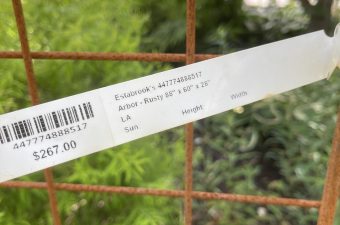 Estabrook's 447774888517
Arbor - Rusty 88" x 60" x 28"
LA
Sun Height Width
447774888517
$267.00